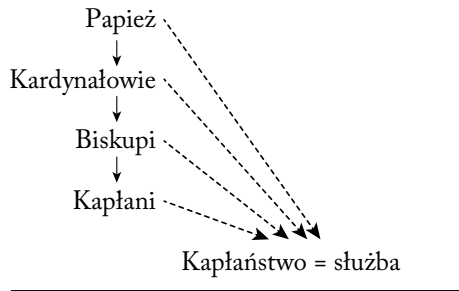 Papież
Kardynałowie
Biskupi
Kapłani
Kapłaństwo = służba